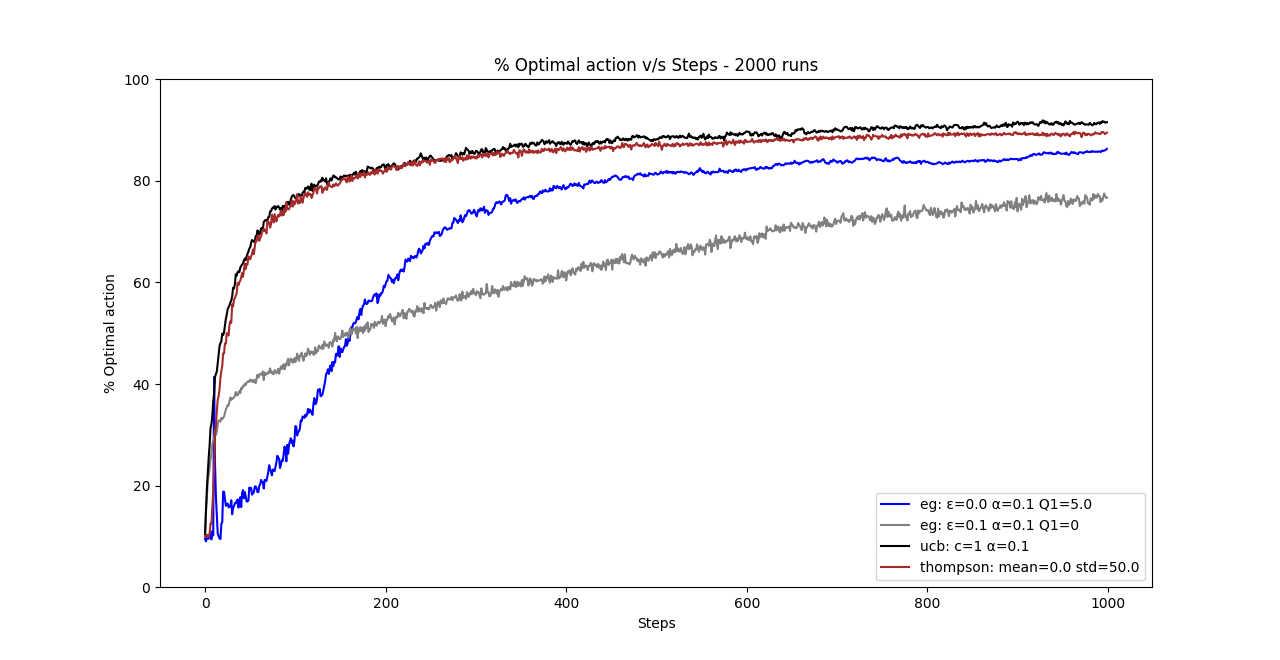 % Optimal action v/s Steps - 2000 runs
% Optimal action
100
80
60
40
20
0
0 200 400 600 800 1000
Steps
eg: ε=0.0 α=0.1 Q1=5.0
eg: ε=0.1 α=0.1 Q1=0
ucb: c=1 α=0.1
thompson: mean=0.0 std=50.0